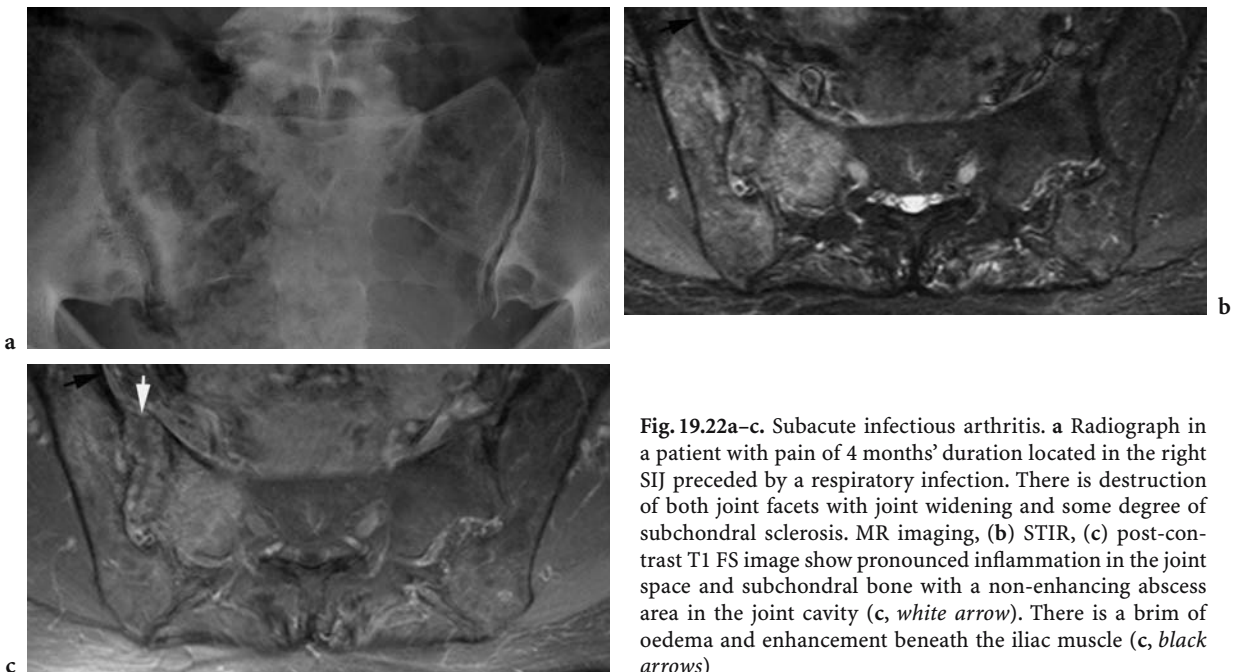 a
b
c
Fig. 19.22a–c. Subacute infectious arthritis. a Radiograph in
a patient with pain of 4 months’ duration located in the right
SIJ preceded by a respiratory infection. There is destruction
of both joint facets with joint widening and some degree of
subchondral sclerosis. MR imaging, (b) STIR, (c) post-con-
trast T1 FS image show pronounced inflammation in the joint
space and subchondral bone with a non-enhancing abscess
area in the joint cavity (c, white arrow). There is a brim of
oedema and enhancement beneath the iliac muscle (c, black
arrows)